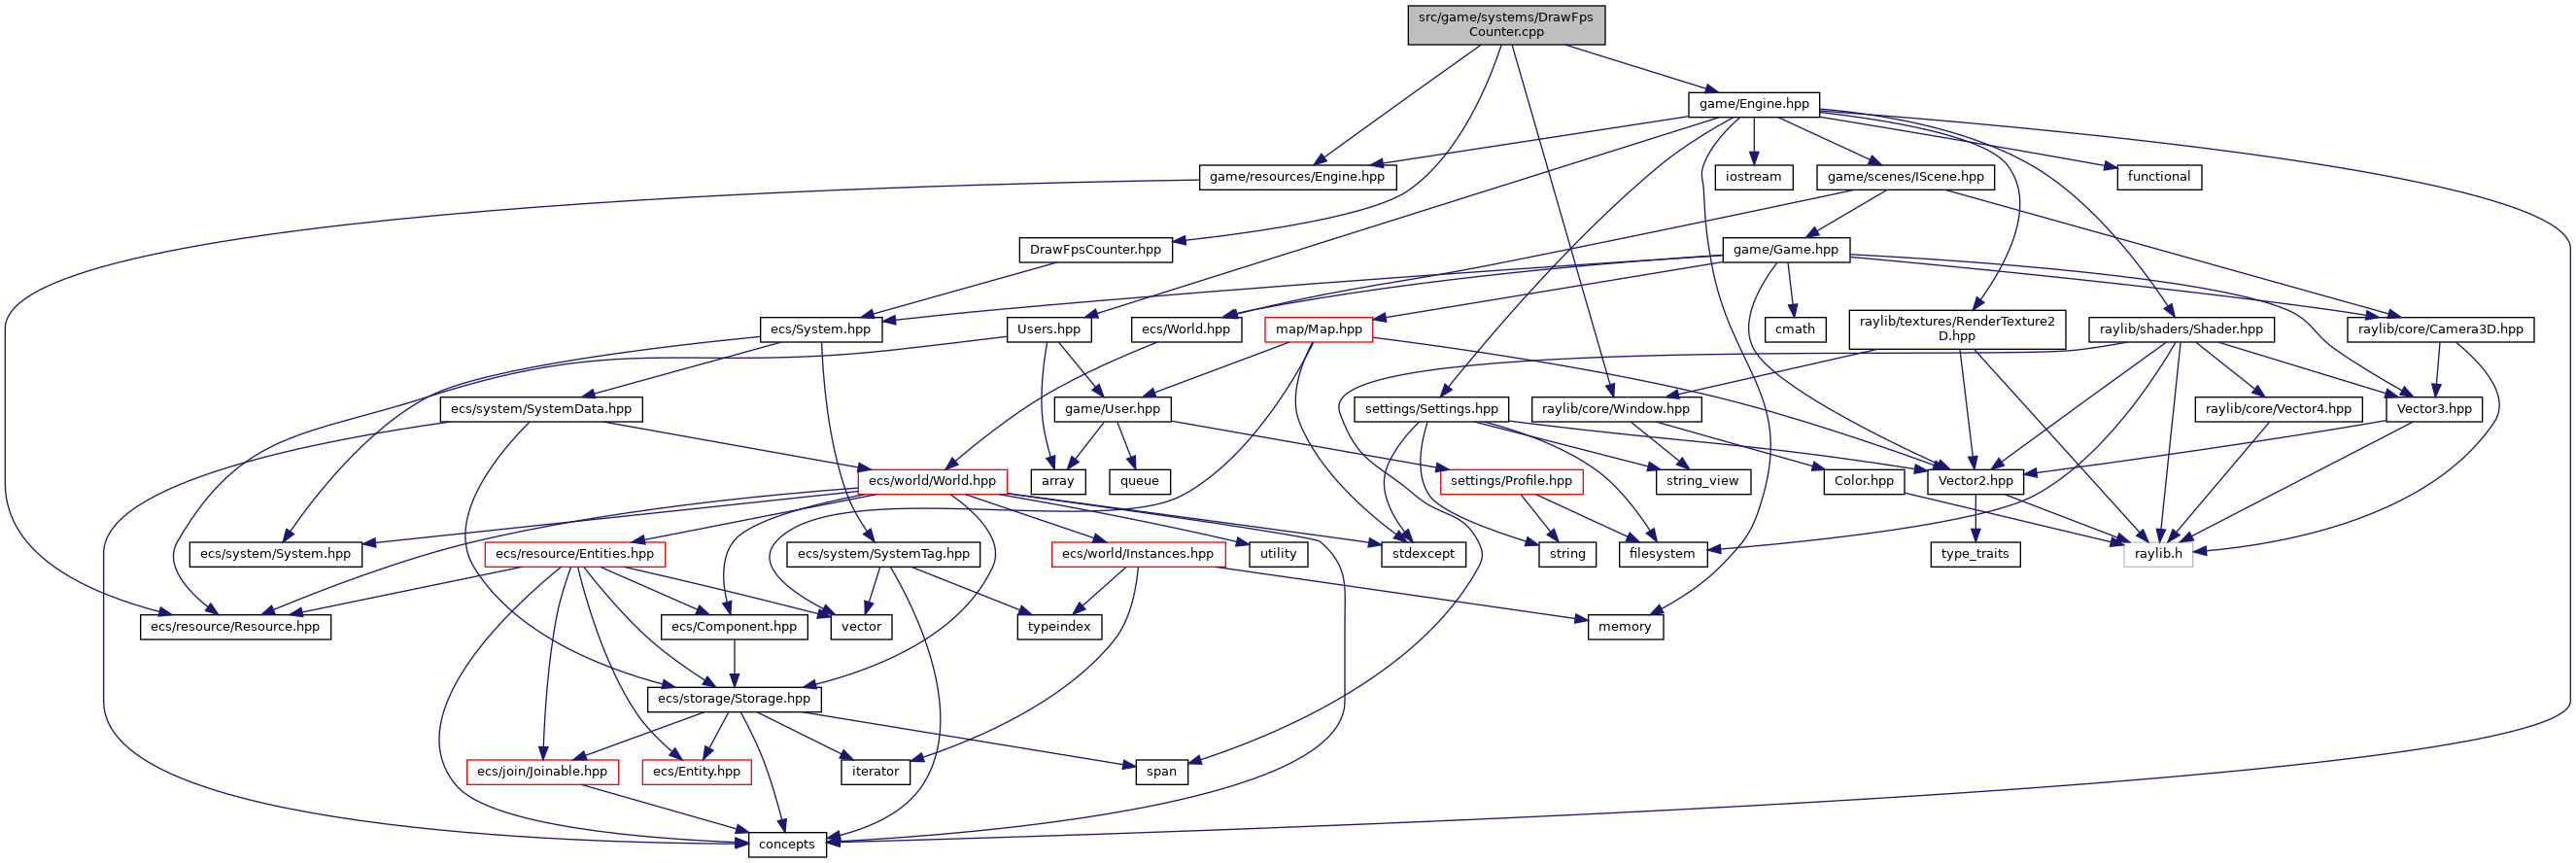 src/game/systems/DrawFps
Counter.cpp
game/Engine.hpp
game/resources/Engine.hpp
iostream
game/scenes/IScene.hpp
functional
DrawFpsCounter.hpp
game/Game.hpp
ecs/System.hpp
Users.hpp
ecs/World.hpp
map/Map.hpp
cmath
raylib/textures/RenderTexture2
D.hpp
raylib/shaders/Shader.hpp
raylib/core/Camera3D.hpp
ecs/system/SystemData.hpp
game/User.hpp
settings/Settings.hpp
raylib/core/Window.hpp
raylib/core/Vector4.hpp
Vector3.hpp
ecs/world/World.hpp
array
queue
settings/Profile.hpp
string_view
Color.hpp
Vector2.hpp
ecs/system/System.hpp
ecs/resource/Entities.hpp
ecs/system/SystemTag.hpp
ecs/world/Instances.hpp
utility
stdexcept
string
filesystem
type_traits
raylib.h
ecs/resource/Resource.hpp
ecs/Component.hpp
vector
typeindex
memory
ecs/storage/Storage.hpp
ecs/join/Joinable.hpp
ecs/Entity.hpp
iterator
span
concepts